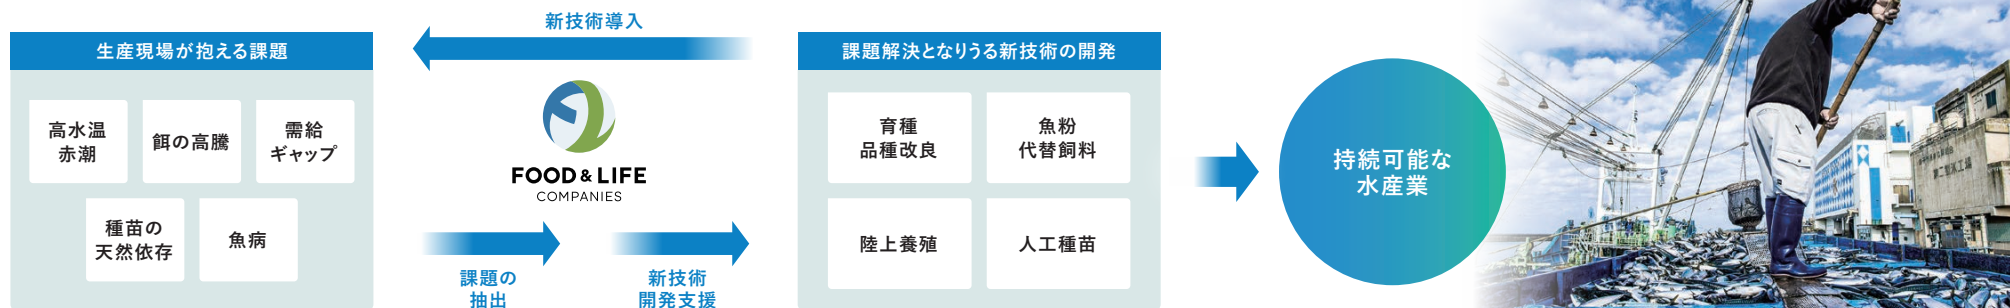 生産現場が抱える課題
高水温
赤潮
餌の高騰
需給
ギャップ
種苗の
天然依存
魚病
新技術導入
FOOD & LIFE
COMPANIES
課題の
抽出
新技術
開発支援
課題解決となりうる新技術の開発
育種
品種改良
魚粉
代替飼料
陸上養殖
人工種苗
持続可能な
水産業